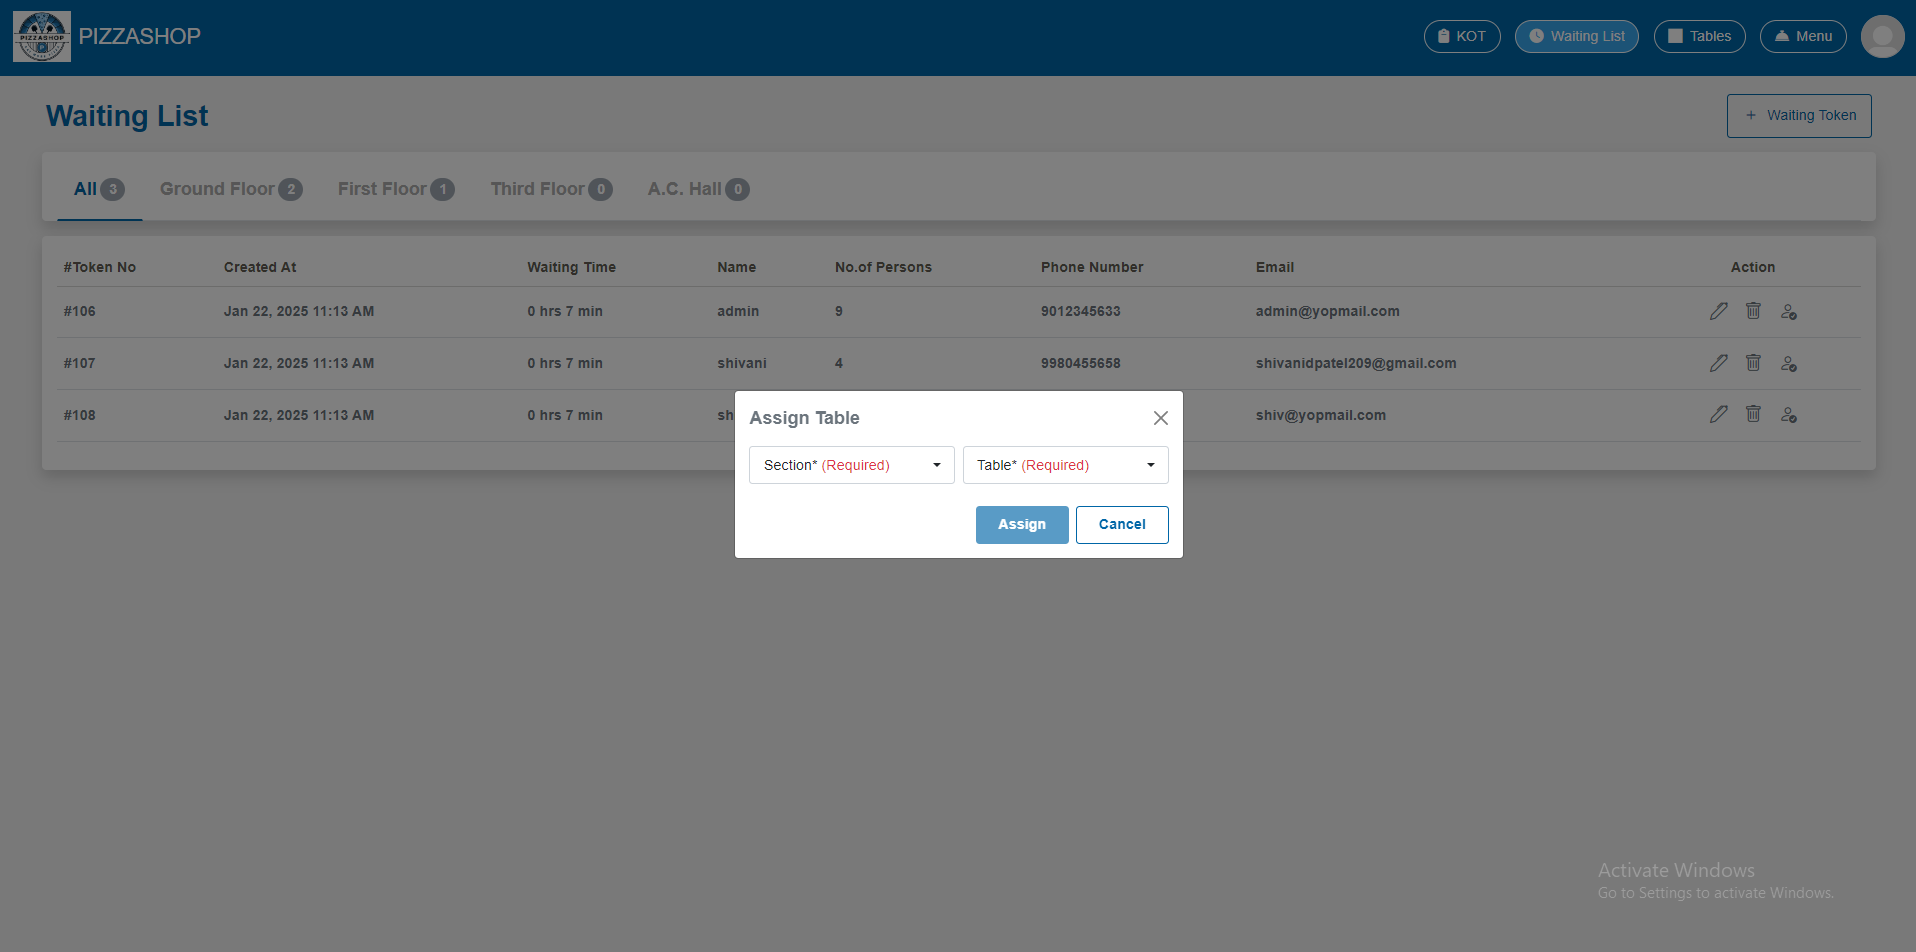 PIZZASHOP
PIZZASHOP
KOT
Waiting List
Tables
Menu
Waiting List
+ Waiting Token
All 3
Ground Floor 2
First Floor 1
Third Floor 0
A.C. Hall 0
#Token No Created At Waiting Time Name No.of Persons Phone Number Email Action
#106 Jan 22, 2025 11:13 AM 0 hrs 7 min admin 9 9012345633 admin@yopmail.com
#107 Jan 22, 2025 11:13 AM 0 hrs 7 min shivani 4 9980455658 shivanidpatel209@gmail.com
#108 Jan 22, 2025 11:13 AM 0 hrs 7 min sh shiv@yopmail.com
Assign Table
Section* (Required)
Table* (Required)
Assign
Cancel
Activate Windows
Go to Settings to activate Windows.